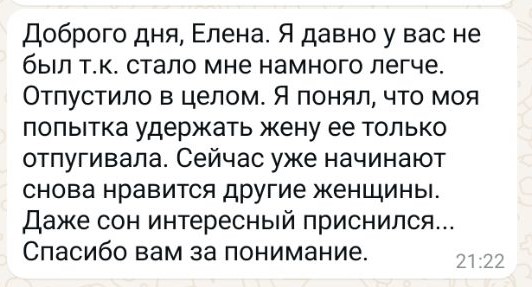 Доброго дня, Елена. Я давно у вас не
был т.к. стало мне намного легче.
Отпустило в целом. Я понял, что моя
попытка удержать жену ее только
отпугивала. Сейчас уже начинают
снова нравится другие женщины.
Даже сон интересный приснился...
Спасибо вам за понимание.
21:22